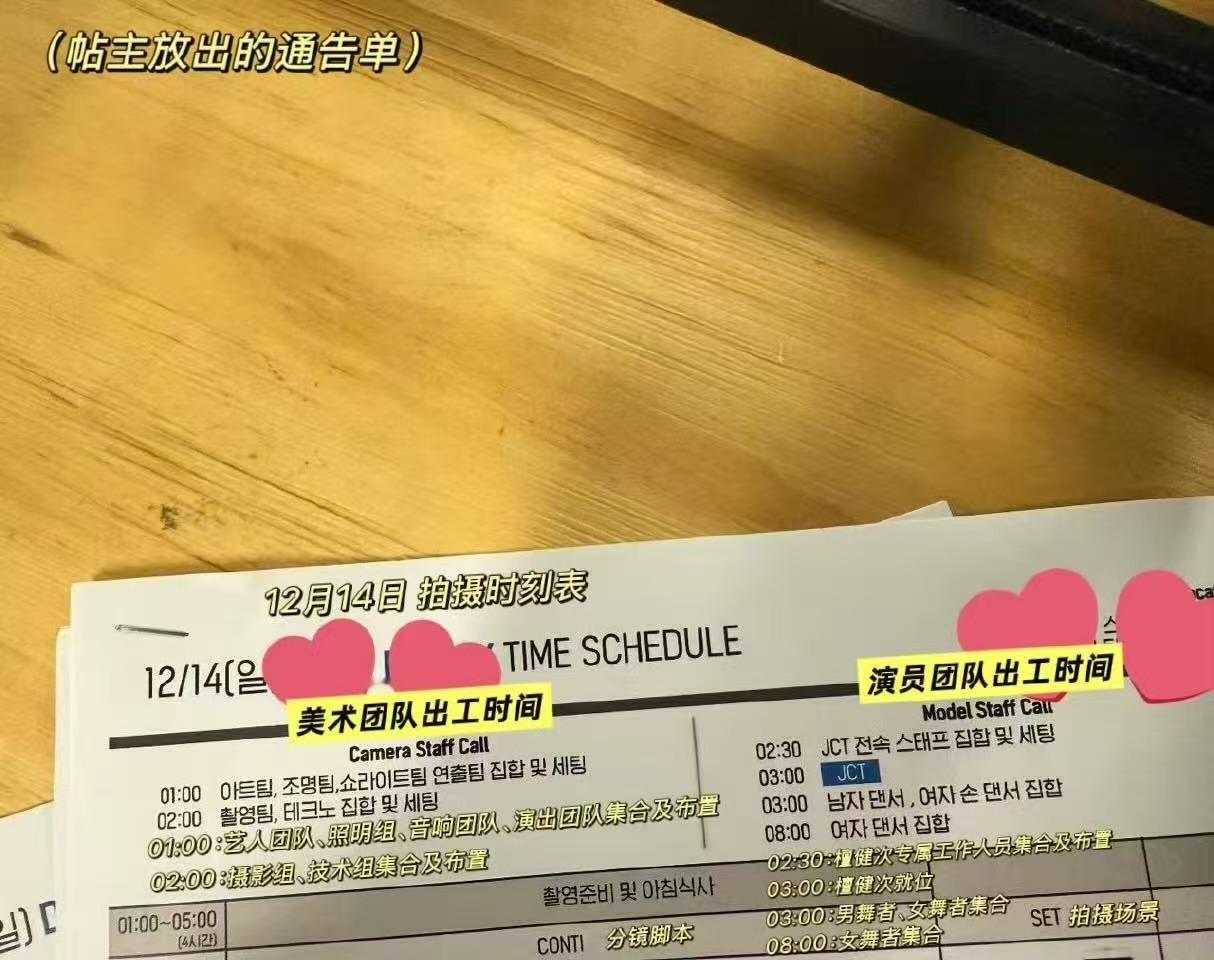 （帖主放出的通告单）
12月14日 拍摄时刻表
12/14(일
TIME SCHEDULE
美术团队出工时间
Camera Staff Call
01:00 아트팀, 조명팀,쇼라이트팀 연출팀 집합 및 세팅
02:00 촬영팀, 테크노 집합 및 세팅
01:00:艺人团队、照明组、音响团队、演出团队集合及布置
02:00:摄影组、技术组集合及布置
演员团队出工时间
Model Staff Call
02:30 JCT 전속 스태프 집합 및 세팅
03:00 JCT
03:00 남자 댄서 , 여자 손 댄서 집합
08:00 여자 댄서 집합
02:30:檀健次专属工作人员集合及布置
03:00:檀健次就位
03:00:男舞者、女舞者集合
08:00:女舞者集合
촬영준비 및 아침식사
01:00~05:00
(4시간)
CONTI 分镜脚本
SET 拍摄场景
일) D